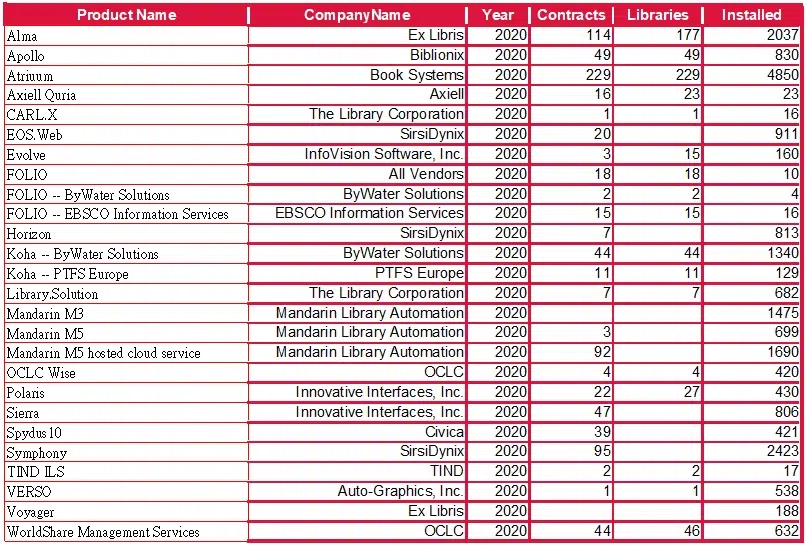 Product Name CompanyName Year Contracts Libraries Installed
Alma Ex Libris 2020 114 177 2037
Apollo Biblionix 2020 49 49 830
Atriuum Book Systems 2020 229 229 4850
Axiell Quria Axiell 2020 16 23 23
CARL.X The Library Corporation 2020 1 1 16
EOS.Web SirsiDynix 2020 20 911
Evolve InfoVision Software, Inc. 2020 3 15 160
FOLIO All Vendors 2020 18 18 10
FOLIO -- ByWater Solutions ByWater Solutions 2020 2 2 4
FOLIO -- EBSCO Information Services EBSCO Information Services 2020 15 15 16
Horizon SirsiDynix 2020 7 813
Koha -- ByWater Solutions ByWater Solutions 2020 44 44 1340
Koha -- PTFS Europe PTFS Europe 2020 11 11 129
Library.Solution The Library Corporation 2020 7 7 682
Mandarin M3 Mandarin Library Automation 2020 1475
Mandarin M5 Mandarin Library Automation 2020 3 699
Mandarin M5 hosted cloud service Mandarin Library Automation 2020 92 1690
OCLC Wise OCLC 2020 4 4 420
Polaris Innovative Interfaces, Inc. 2020 22 27 430
Sierra Innovative Interfaces, Inc. 2020 47 806
Spydus 10 Civica 2020 39 421
Symphony SirsiDynix 2020 95 2423
TIND ILS TIND 2020 2 2 17
VERSO Auto-Graphics, Inc. 2020 1 1 538
Voyager Ex Libris 2020 188
WorldShare Management Services OCLC 2020 44 46 632